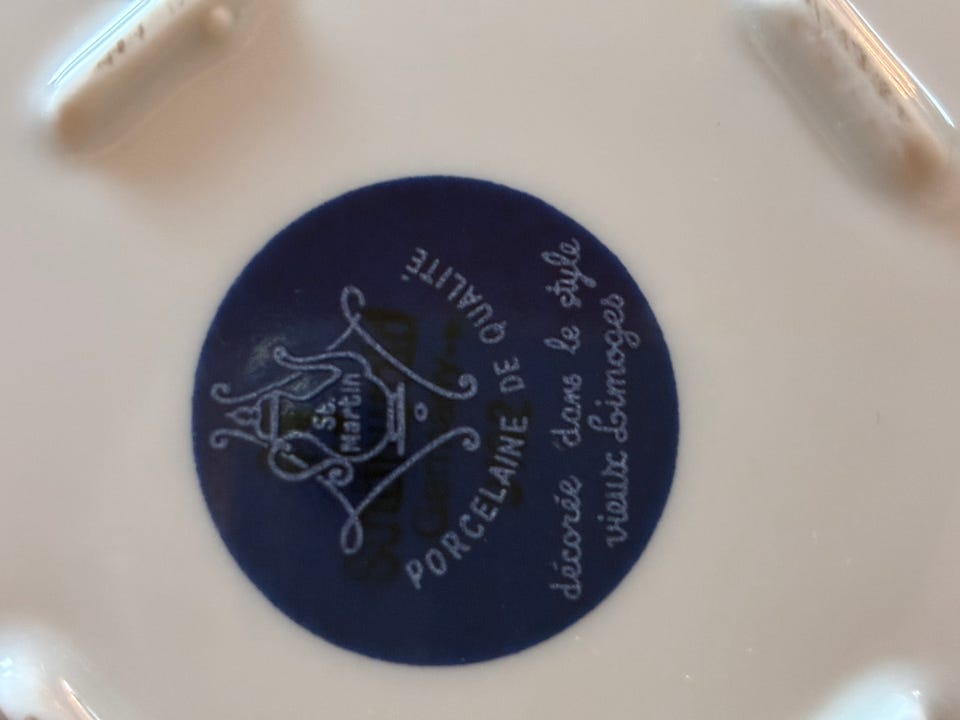 St.
Martin
PORCELAINE DE QUALITÉ.
décorée dans le style
vieux Limoges